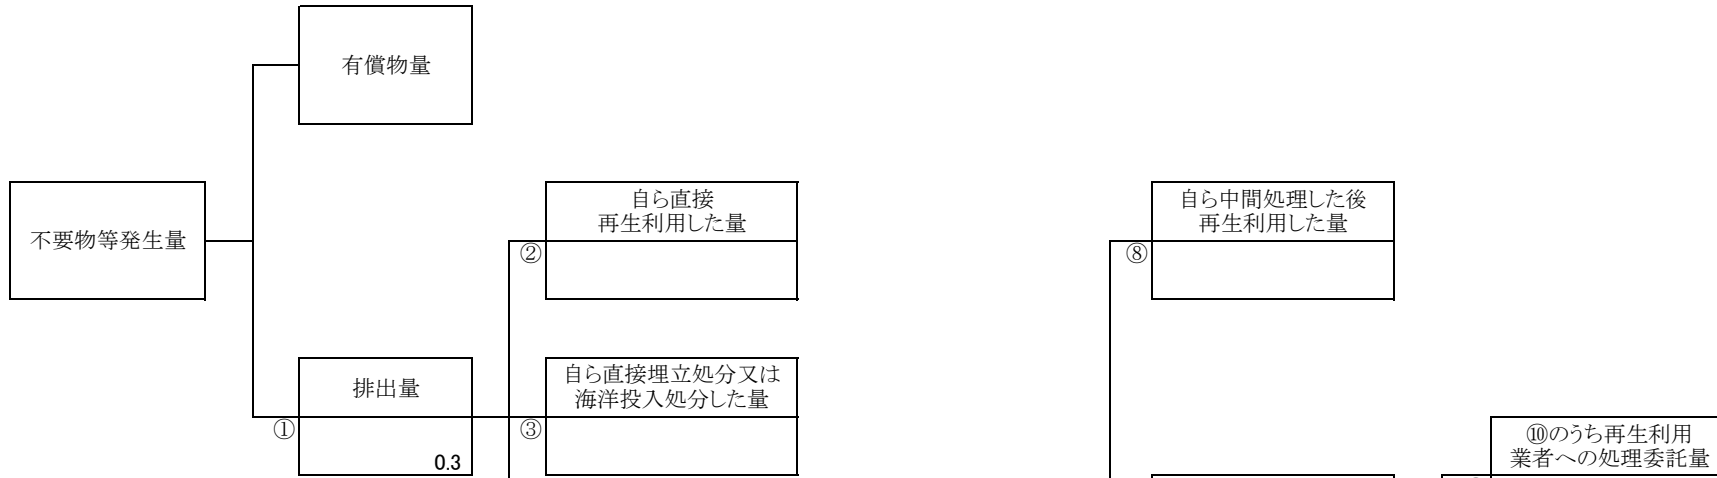 有償物量
不要物等発生量
自ら直接
再生利用した量
②
自ら中間処理した後
再生利用した量
⑧
排出量
①
0.3
自ら直接埋立処分又は
海洋投入処分した量
③
⑩のうち再生利用
業者への処理委託量